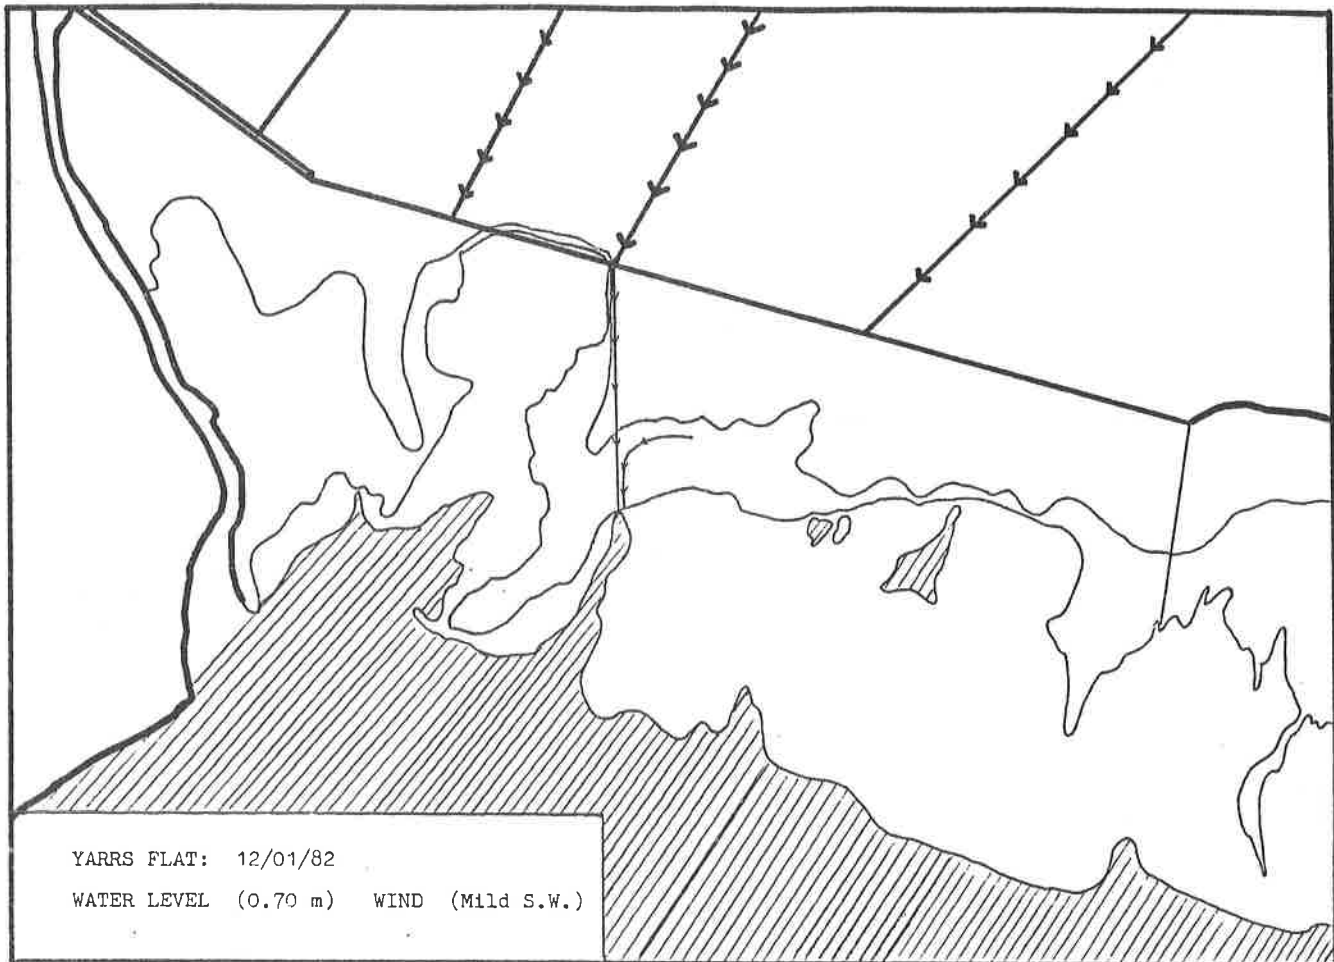 YARRS FLAT: 12/01/82
WATER LEVEL (0.70 m) WIND (Mild S.W.)